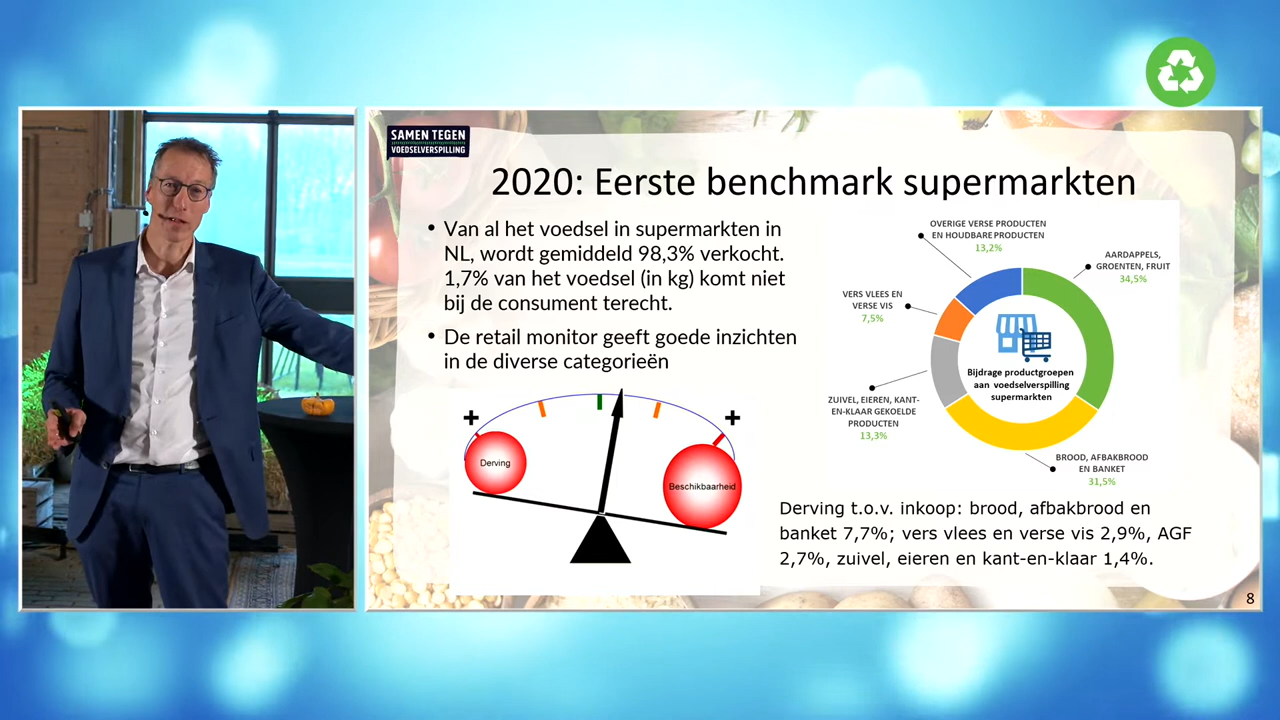 SAMEN TEGEN
VOEDSELVERSPILLING
2020: Eerste benchmark supermarkten
• Van al het voedsel in supermarkten in
NL, wordt gemiddeld 98,3% verkocht.
1,7% van het voedsel (in kg) komt niet
bij de consument terecht.
• De retail monitor geeft goede inzichten
in de diverse categorieën
+
+
Derving
Beschikbaarheid
OVERIGE VERSE PRODUCTEN
EN HOUDBARE PRODUCTEN
13,2%
AARDAPPELS,
GROENTEN, FRUIT
34,5%
VERS VLEES EN
VERSE VIS
7,5%
Bijdrage productgroepen
aan voedselverspilling
supermarkten
ZUIVEL, EIEREN, KANT-
EN-KLAAR GEKOELDE
PRODUCTEN
13,3%
BROOD, AFBAKBROOD
EN BANKET
31,5%
Derving t.o.v. inkoop: brood, afbakbrood en
banket 7,7%; vers vlees en verse vis 2,9%, AGF
2,7%, zuivel, eieren en kant-en-klaar 1,4%.
8